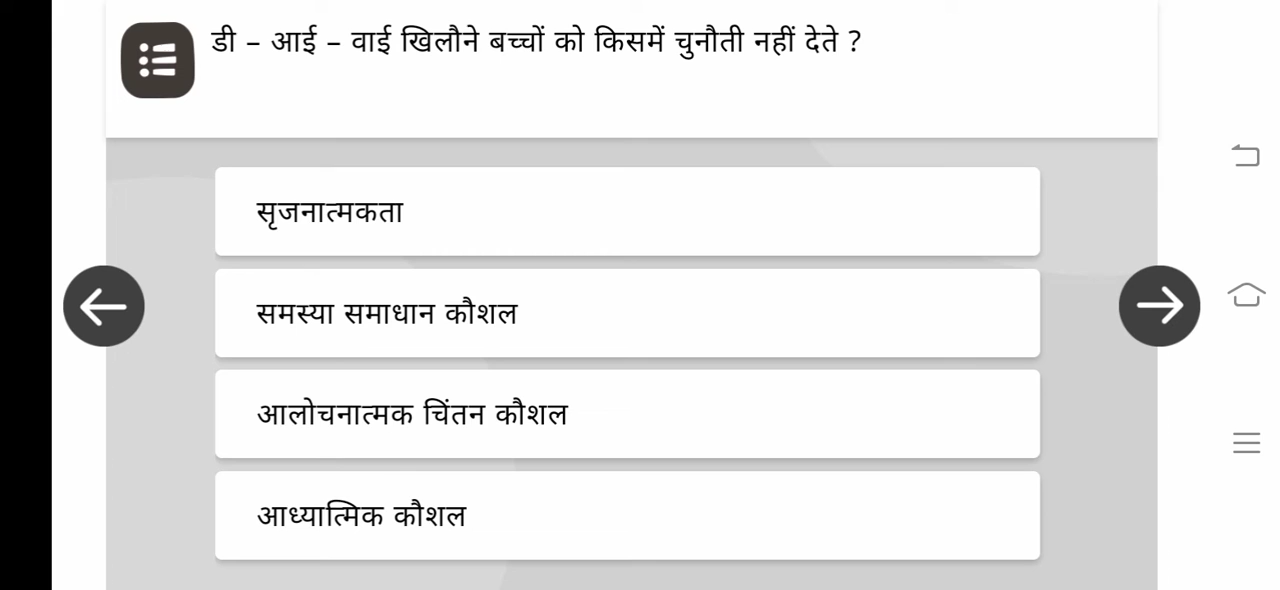 डी – आई – वाई खिलौने बच्चों को किसमें चुनौती नहीं देते ?
सृजनात्मकता
समस्या समाधान कौशल
आलोचनात्मक चिंतन कौशल
आध्यात्मिक कौशल